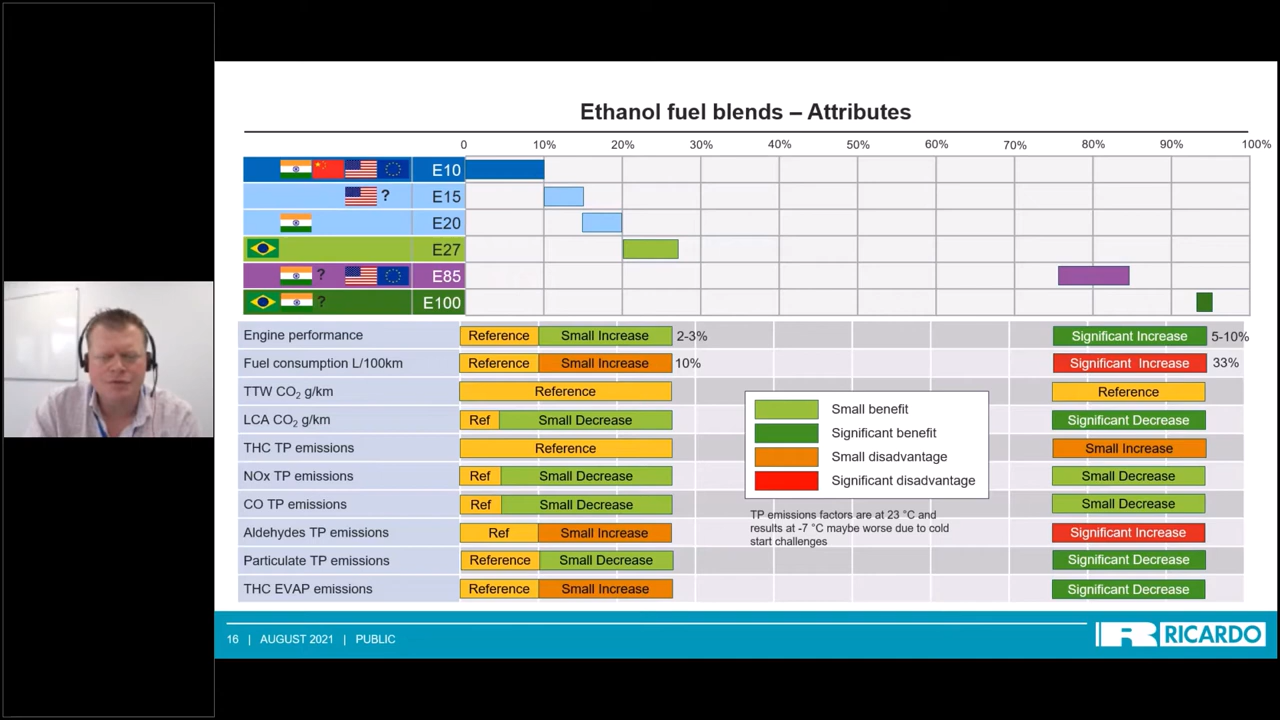 Ethanol fuel blends – Attributes
0 10% 20% 30% 40% 50% 60% 70% 80% 90% 100%
E10
? E15
E20
E27
? E85
? E100
Engine performance Reference Small Increase 2-3% Significant Increase 5-10%
Fuel consumption L/100km Reference Small Increase 10% Significant Increase 33%
TTW CO₂ g/km Reference Reference
LCA CO₂ g/km Ref Small Decrease Significant Decrease
THC TP emissions Reference Small Increase
NOx TP emissions Ref Small Decrease Small Decrease
CO TP emissions Ref Small Decrease Small Decrease
Aldehydes TP emissions Ref Small Increase Significant Increase
Particulate TP emissions Reference Small Decrease Significant Decrease
THC EVAP emissions Reference Small Increase Significant Decrease
Small benefit
Significant benefit
Small disadvantage
Significant disadvantage
TP emissions factors are at 23 °C and
results at -7 °C maybe worse due to cold
start challenges
16 | AUGUST 2021 | PUBLIC
RICARDO